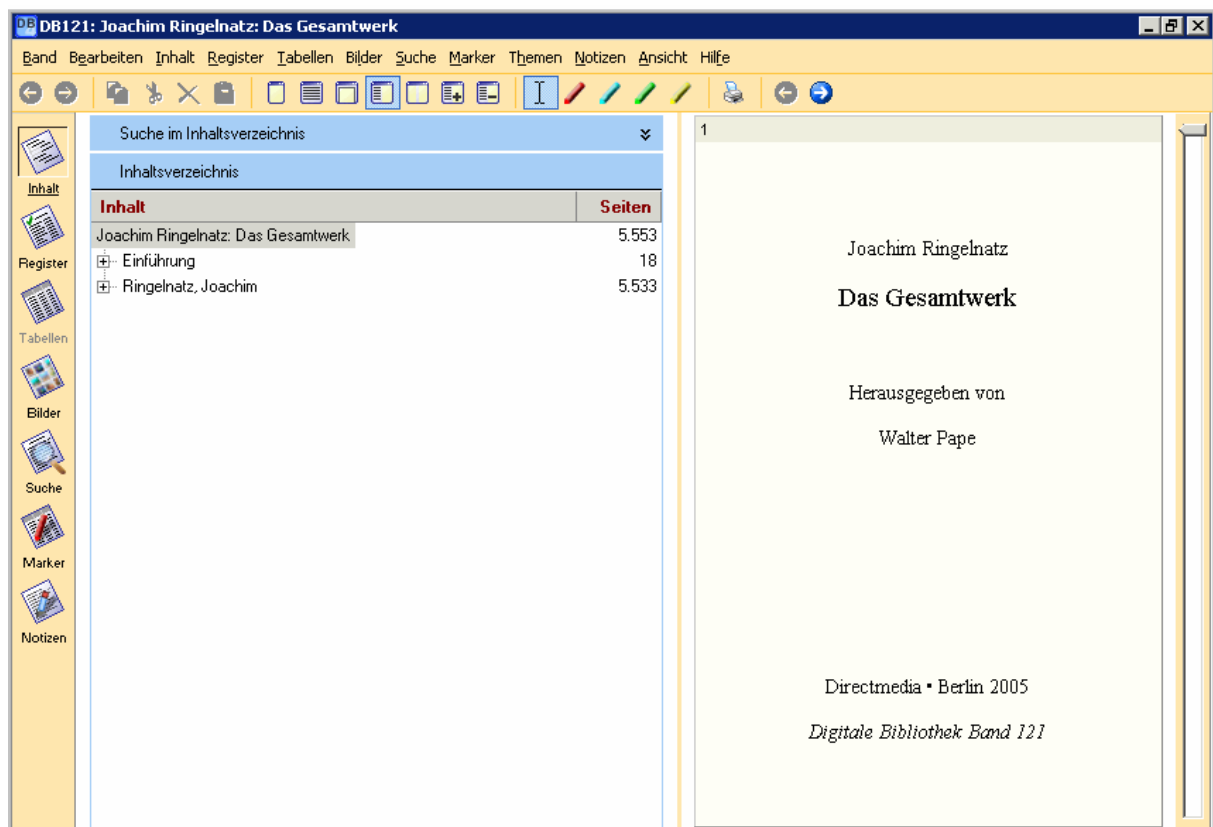 DB121: Joachim Ringelnatz: Das Gesamtwerk
Band Bearbeiten Inhalt Register Tabellen Bilder Suche Marker Themen Notizen Ansicht Hilfe
Inhalt
Register
Tabellen
Bilder
Suche
Marker
Notizen
Suche im Inhaltsverzeichnis
Inhaltsverzeichnis
Inhalt Seiten
Joachim Ringelnatz: Das Gesamtwerk 5.553
Einführung 18
Ringelnatz, Joachim 5.533
1
Joachim Ringelnatz
Das Gesamtwerk
Herausgegeben von
Walter Pape
Directmedia ▪ Berlin 2005
Digitale Bibliothek Band 121